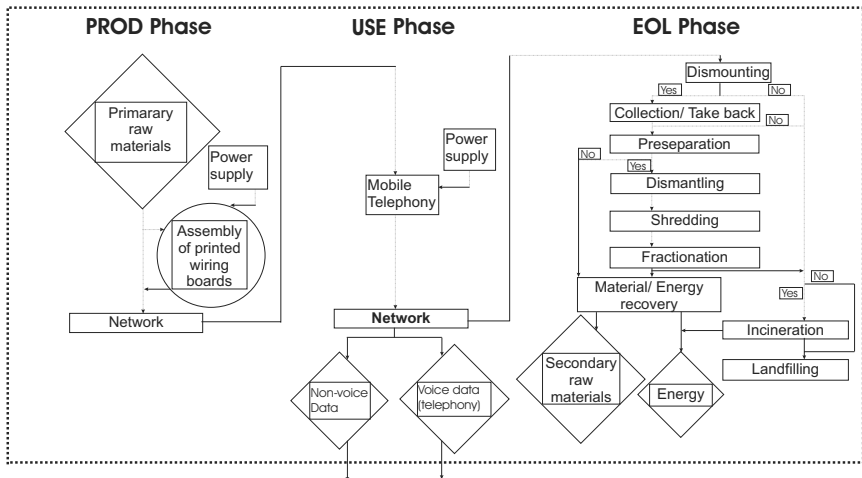 PROD Phase
USE Phase
EOL Phase
Primarary
raw
materials
Power
supply
Assembly
of printed
wiring
boards
Network
Power
supply
Mobile
Telephony
Network
Non-voice
Data
Voice data
(telephony)
Dismounting
Yes
No
Collection/ Take back
No
Preseparation
No
Yes
Dismantling
Shredding
Fractionation
No
Material/ Energy
recovery
Yes
Incineration
Landfilling
Secondary
raw
materials
Energy